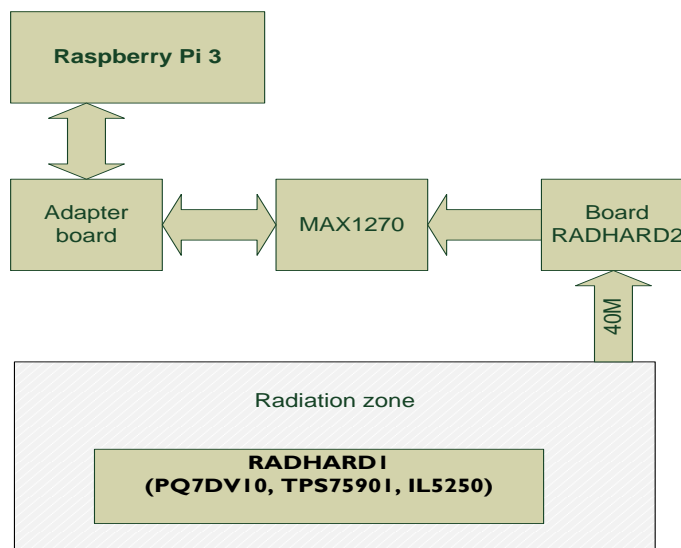 Raspberry Pi 3
Adapter
board
MAX1270
Board
RADHARD2
40M
Radiation zone
RADHARD1
(PQ7DV10, TPS75901, IL5250)